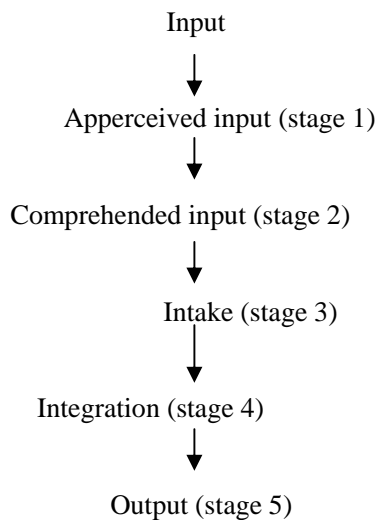 Input
Apperceived input (stage 1)
Comprehended input (stage 2)
Intake (stage 3)
Integration (stage 4)
Output (stage 5)